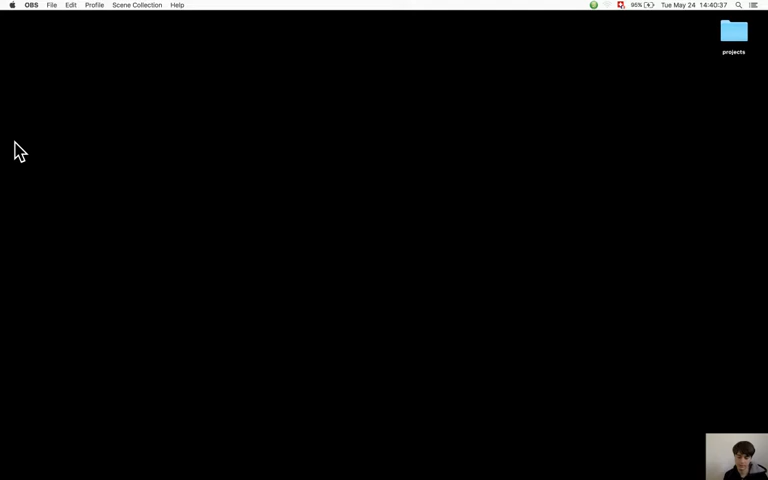 OBS File Edit Profile Scene Collection Help 95% Tue May 24 14:40:37
projects